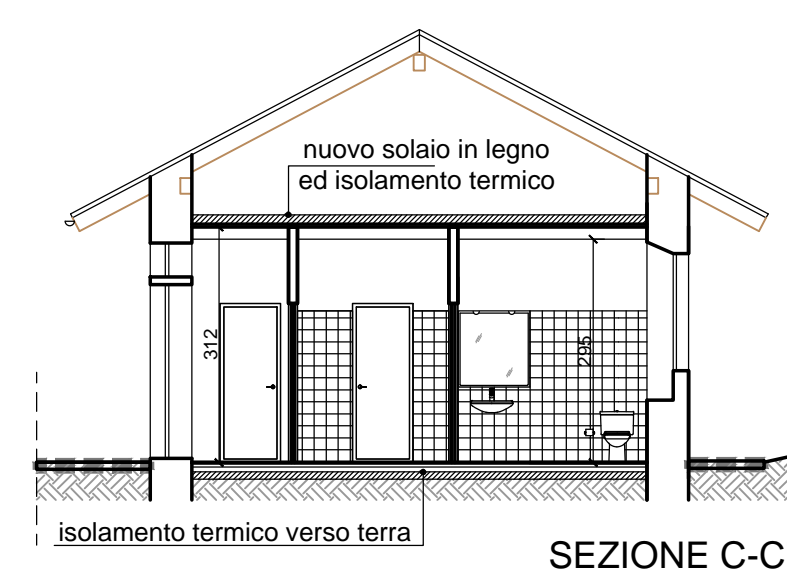 nuovo solaio in legno
ed isolamento termico
312
295
isolamento termico verso terra
SEZIONE C-C